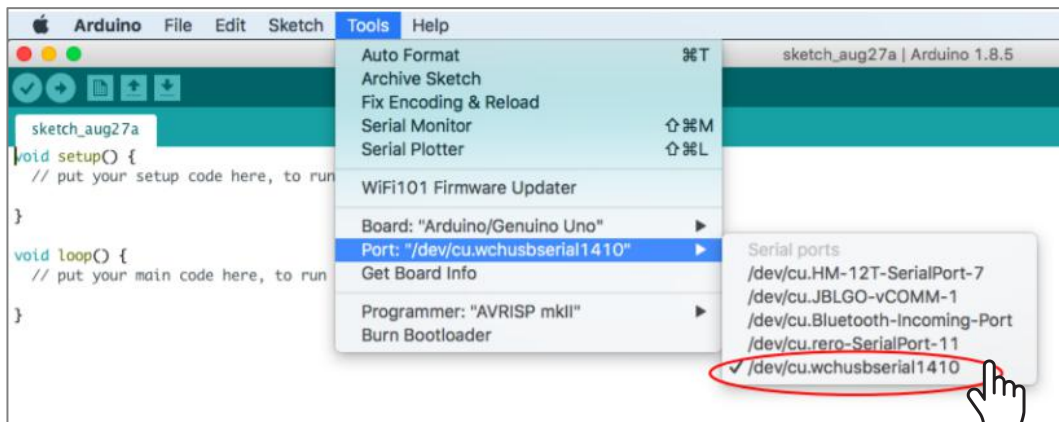 Arduino File Edit Sketch Tools Help
sketch_aug27a | Arduino 1.8.5
sketch_aug27a
void setup() {
// put your setup code here, to run
}
void loop() {
// put your main code here, to run
}
Auto Format ⌘T
Archive Sketch
Fix Encoding & Reload
Serial Monitor ⇧⌘M
Serial Plotter ⇧⌘L
WiFi101 Firmware Updater
Board: "Arduino/Genuino Uno"
Port: "/dev/cu.wchusbserial1410"
Get Board Info
Programmer: "AVRISP mkII"
Burn Bootloader
Serial ports
/dev/cu.HM-12T-SerialPort-7
/dev/cu.JBLGO-vCOMM-1
/dev/cu.Bluetooth-Incoming-Port
/dev/cu.rero-SerialPort-11
✓ /dev/cu.wchusbserial1410